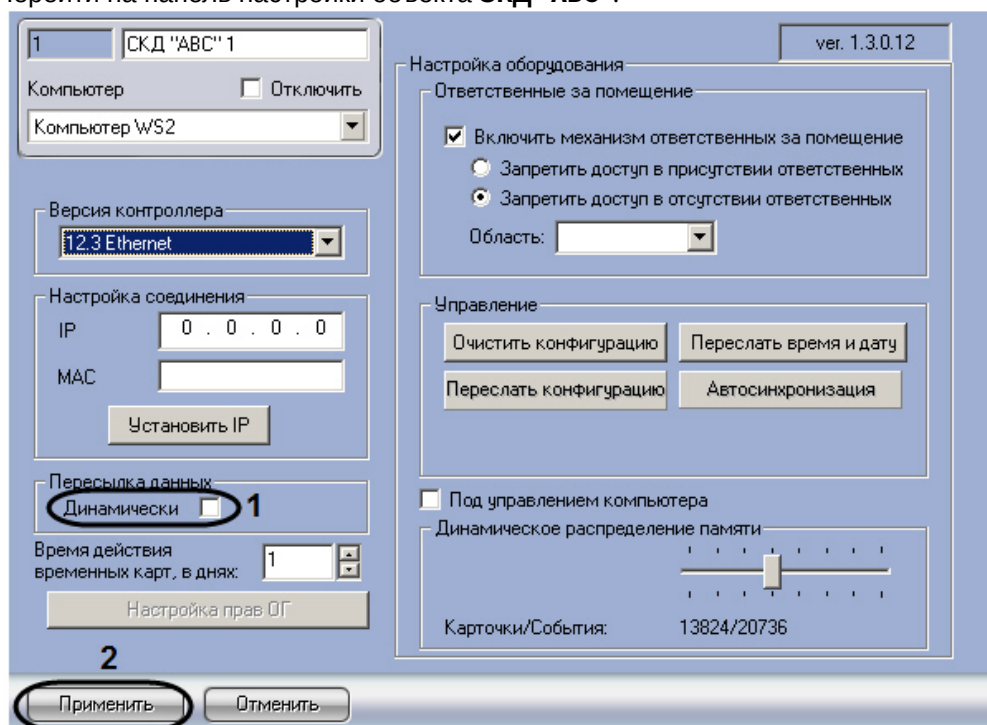 перейти на панель настройки объекта СКД "ABC".
1 СКД "ABC" 1
Компьютер Отключить
Компьютер WS2
Версия контроллера
12.3 Ethernet
Настройка соединения
IP 0 . 0 . 0 . 0
MAC
Установить IP
Пересылка данных
Динамически 1
Время действия
временных карт, в днях: 1
Настройка прав ОГ
ver. 1.3.0.12
Настройка оборудования
Ответственные за помещение
Включить механизм ответственных за помещение
Запретить доступ в присутствии ответственных
Запретить доступ в отсутствии ответственных
Область:
Управление
Очистить конфигурацию Переслать время и дату
Переслать конфигурацию Автосинхронизация
Под управлением компьютера
Динамическое распределение памяти
Карточки/События: 13824/20736
2
Применить Отменить